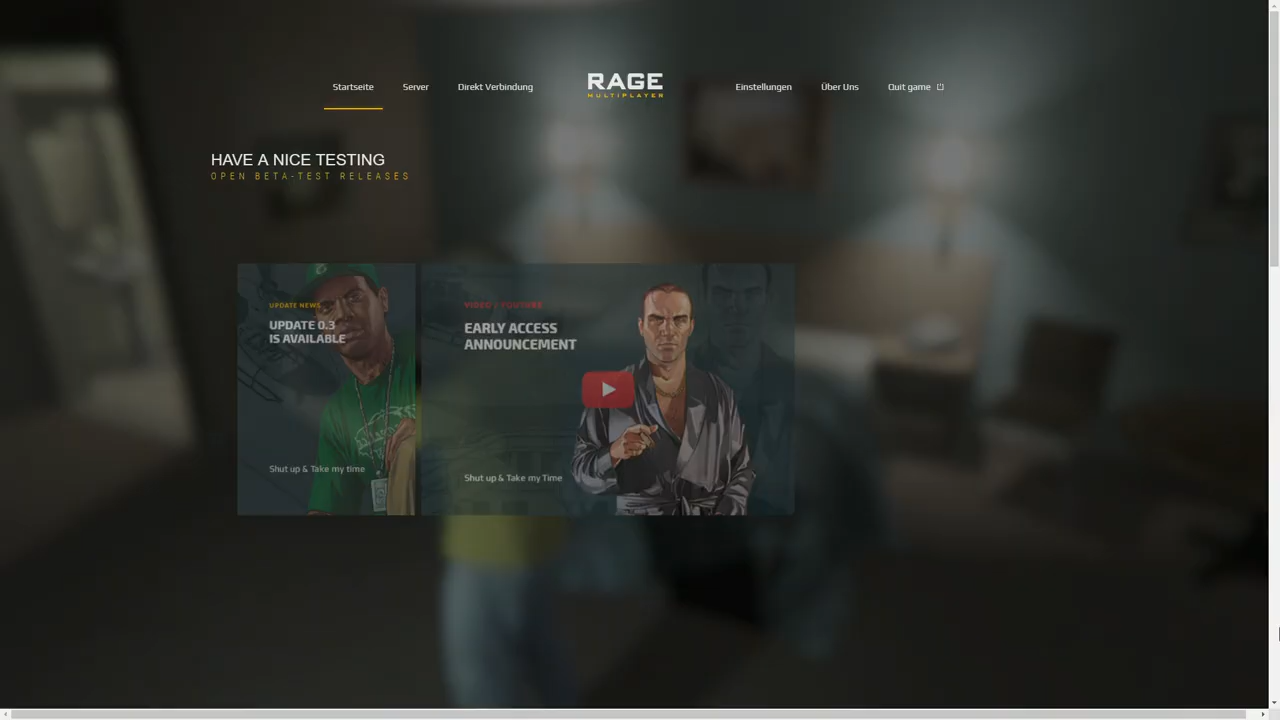 Startseite
Server
Direkt Verbindung
RAGE
MULTIPLAYER
Einstellungen
Über Uns
Quit game
HAVE A NICE TESTING
OPEN BETA-TEST RELEASES
UPDATE NEWS
UPDATE 0.3
IS AVAILABLE
Shut up & Take my time
VIDEO / YOUTUBE
EARLY ACCESS
ANNOUNCEMENT
Shut up & Take my Time